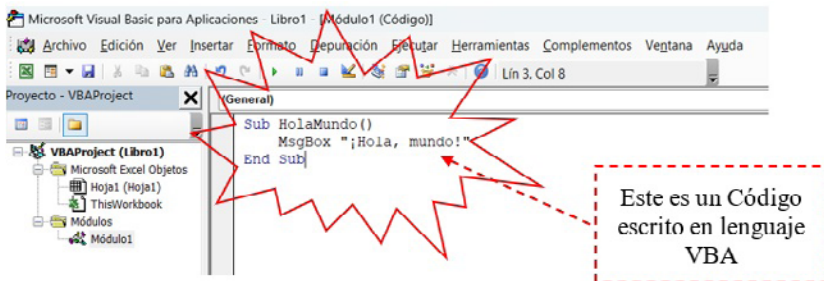 Microsoft Visual Basic para Aplicaciones - Libro1 - [Módulo1 (Código)]
Archivo Edición Ver Insertar Formato Depuración Ejecutar Herramientas Complementos Ventana Ayuda
Lín 3, Col 8
Proyecto - VBAProject
(General)
VBAProject (Libro1)
Microsoft Excel Objetos
Hoja1 (Hoja1)
ThisWorkbook
Módulos
Módulo1
Sub HolaMundo()
MsgBox "¡Hola, mundo!"
End Sub
Este es un Código
escrito en lenguaje
VBA